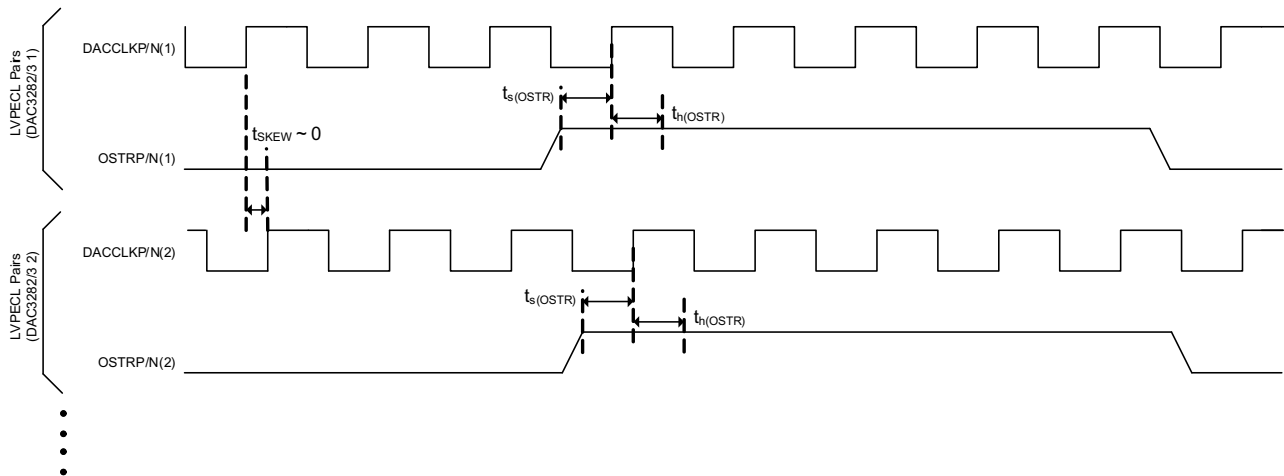 LVPECL Pairs
(DAC3282/3 1)
DACCLKP/N(1)
ts(OSTR)
th(OSTR)
tSKEW ~ 0
OSTRP/N(1)
LVPECL Pairs
(DAC3282/3 2)
DACCLKP/N(2)
ts(OSTR)
th(OSTR)
OSTRP/N(2)